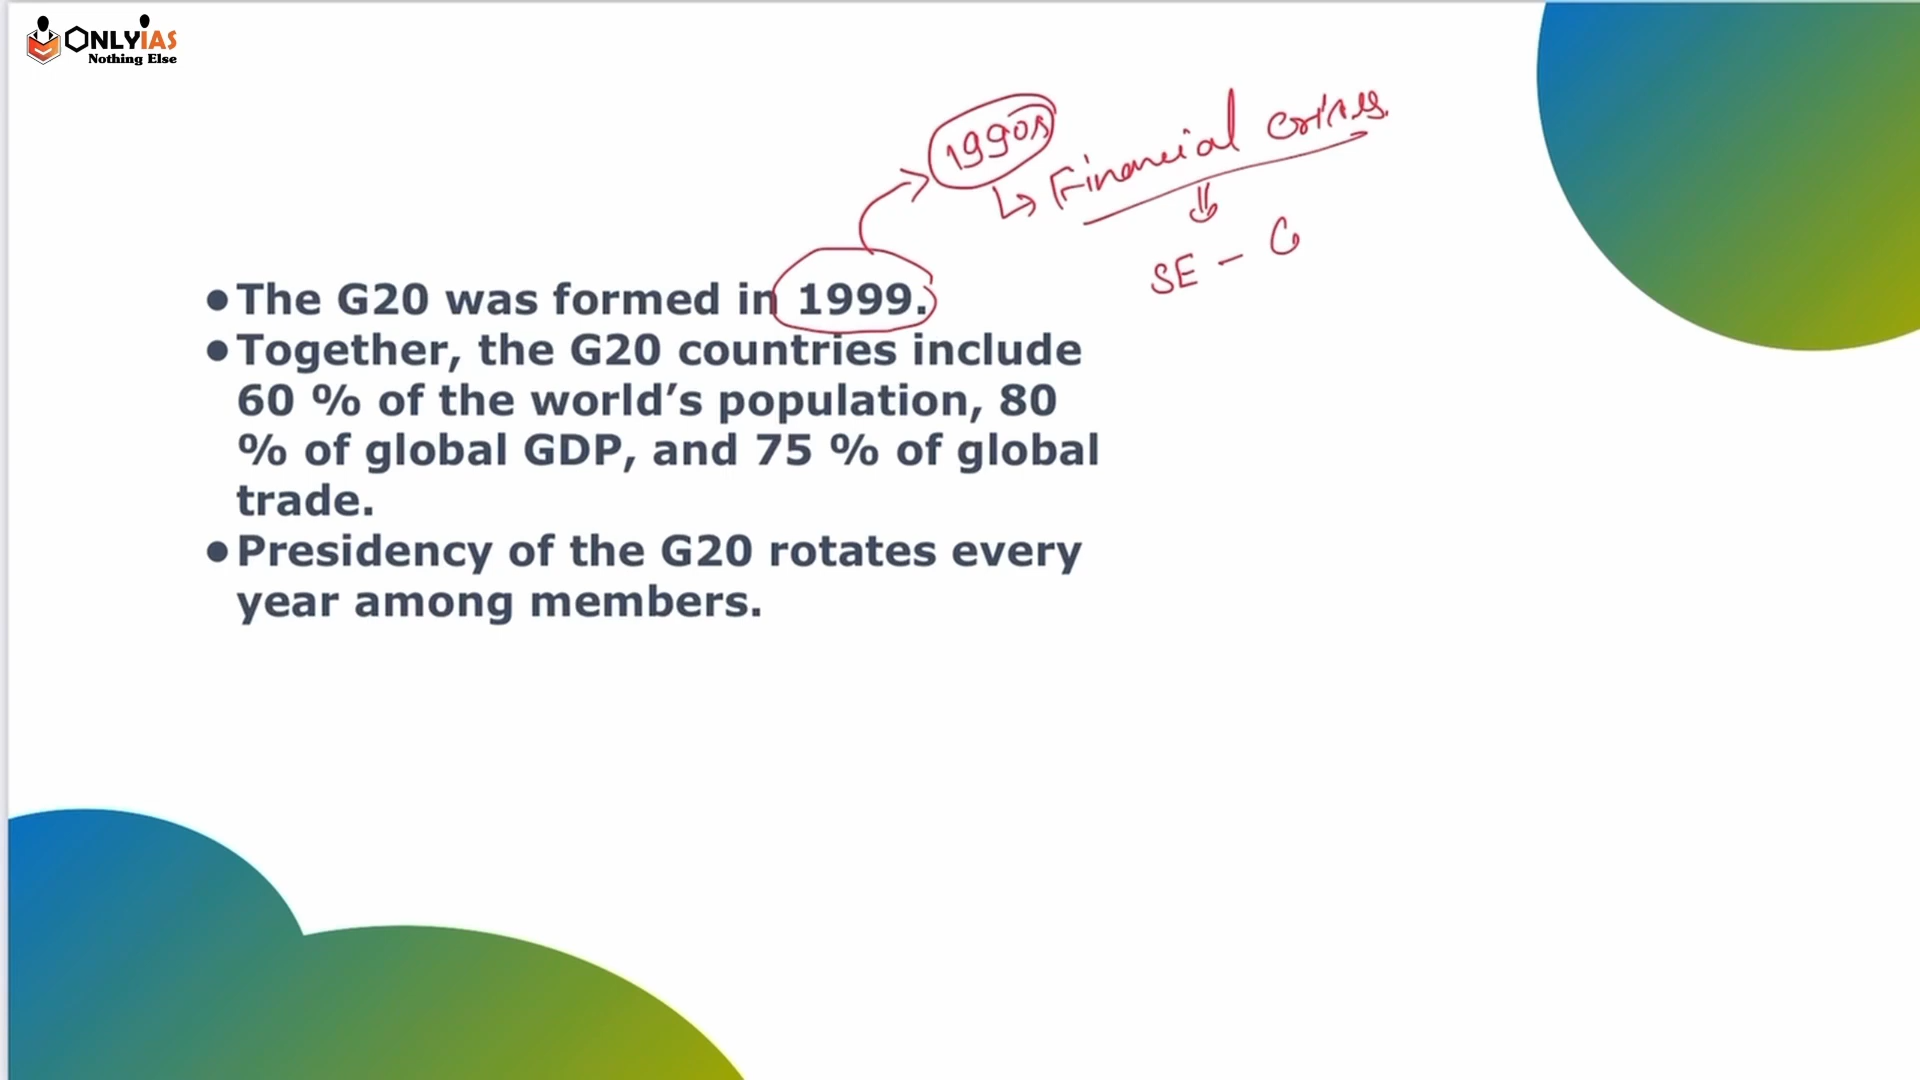 ONLYIAS
Nothing Else
1990s
Financial crises.
SE - C
● The G20 was formed in 1999.
● Together, the G20 countries include
60 % of the world’s population, 80
% of global GDP, and 75 % of global
trade.
● Presidency of the G20 rotates every
year among members.